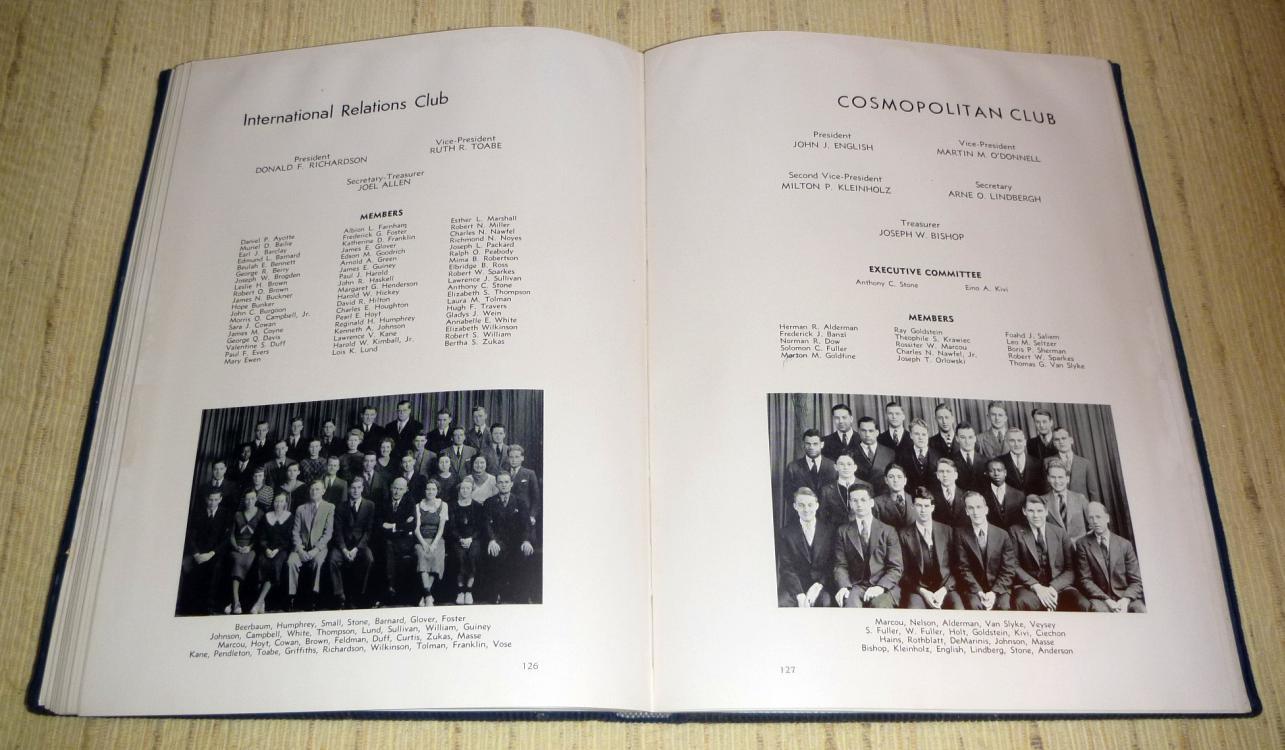 International Relations Club
President
DONALD F. RICHARDSON
Vice-President
RUTH R. TOABE
Secretary-Treasurer
JOEL ALLEN
MEMBERS
Daniel P. Ayotte
Muriel D. Bailie
Earl J. Barclay
Edmund L. Barnard
Beulah E. Bennett
George R. Berry
Joseph W. Brogden
Leslie H. Brown
Robert O. Brown
James N. Buckner
Hope Bunker
John C. Burgoon
Morris O. Campbell, Jr.
Sara J. Cowan
James M. Coyne
George Q. Davis
Valentine S. Duff
Paul F. Evers
Mary Ewen
Albion L. Farnham
Frederick G. Foster
Katherine D. Franklin
James E. Glover
Edson M. Goodrich
Arnold A. Green
James E. Guiney
Paul J. Harold
John R. Haskell
Margaret G. Henderson
Harold W. Hickey
David R. Hilton
Charles E. Houghton
Pearl E. Hoyt
Reginald H. Humphrey
Kenneth A. Johnson
Lawrence V. Kane
Harold W. Kimball, Jr.
Lois K. Lund
Esther L. Marshall
Robert N. Miller
Charles N. Nawfel
Richmond N. Noyes
Joseph L. Packard
Ralph O. Peabody
Mima B. Robertson
Elbridge B. Ross
Robert W. Sparkes
Lawrence J. Sullivan
Anthony C. Stone
Elizabeth S. Thompson
Laura M. Tolman
Hugh F. Travers
Gladys J. Wein
Annabelle E. White
Elizabeth Wilkinson
Robert S. William
Bertha S. Zukas
Beerbaum, Humphrey, Small, Stone, Barnard, Glover, Foster
Johnson, Campbell, White, Thompson, Lund, Sullivan, William, Guiney
Marcou, Hoyt, Cowan, Brown, Feldman, Duff, Curtis, Zukas, Masse
Kane, Pendleton, Toabe, Griffiths, Richardson, Wilkinson, Tolman, Franklin, Vose
126
COSMOPOLITAN CLUB
President
JOHN J. ENGLISH
Vice-President
MARTIN M. O'DONNELL
Second Vice-President
MILTON P. KLEINHOLZ
Secretary
ARNE O. LINDBERGH
Treasurer
JOSEPH W. BISHOP
EXECUTIVE COMMITTEE
Anthony C. Stone
Eino A. Kivi
MEMBERS
Herman R. Alderman
Frederick J. Banzi
Norman R. Dow
Solomon C. Fuller
Morton M. Goldfine
Ray Goldstein
Theophile S. Krawiec
Rossiter W. Marcou
Charles N. Nawfel, Jr.
Joseph T. Orlowski
Foahd J. Saliem
Leo M. Seltzer
Boris P. Sherman
Robert W. Sparkes
Thomas G. Van Slyke
Marcou, Nelson, Alderman, Van Slyke, Veysey
S. Fuller, W. Fuller, Holt, Goldstein, Kivi, Ciechon
Hains, Rothblatt, DeMarinis, Johnson, Masse
Bishop, Kleinholz, English, Lindberg, Stone, Anderson
127